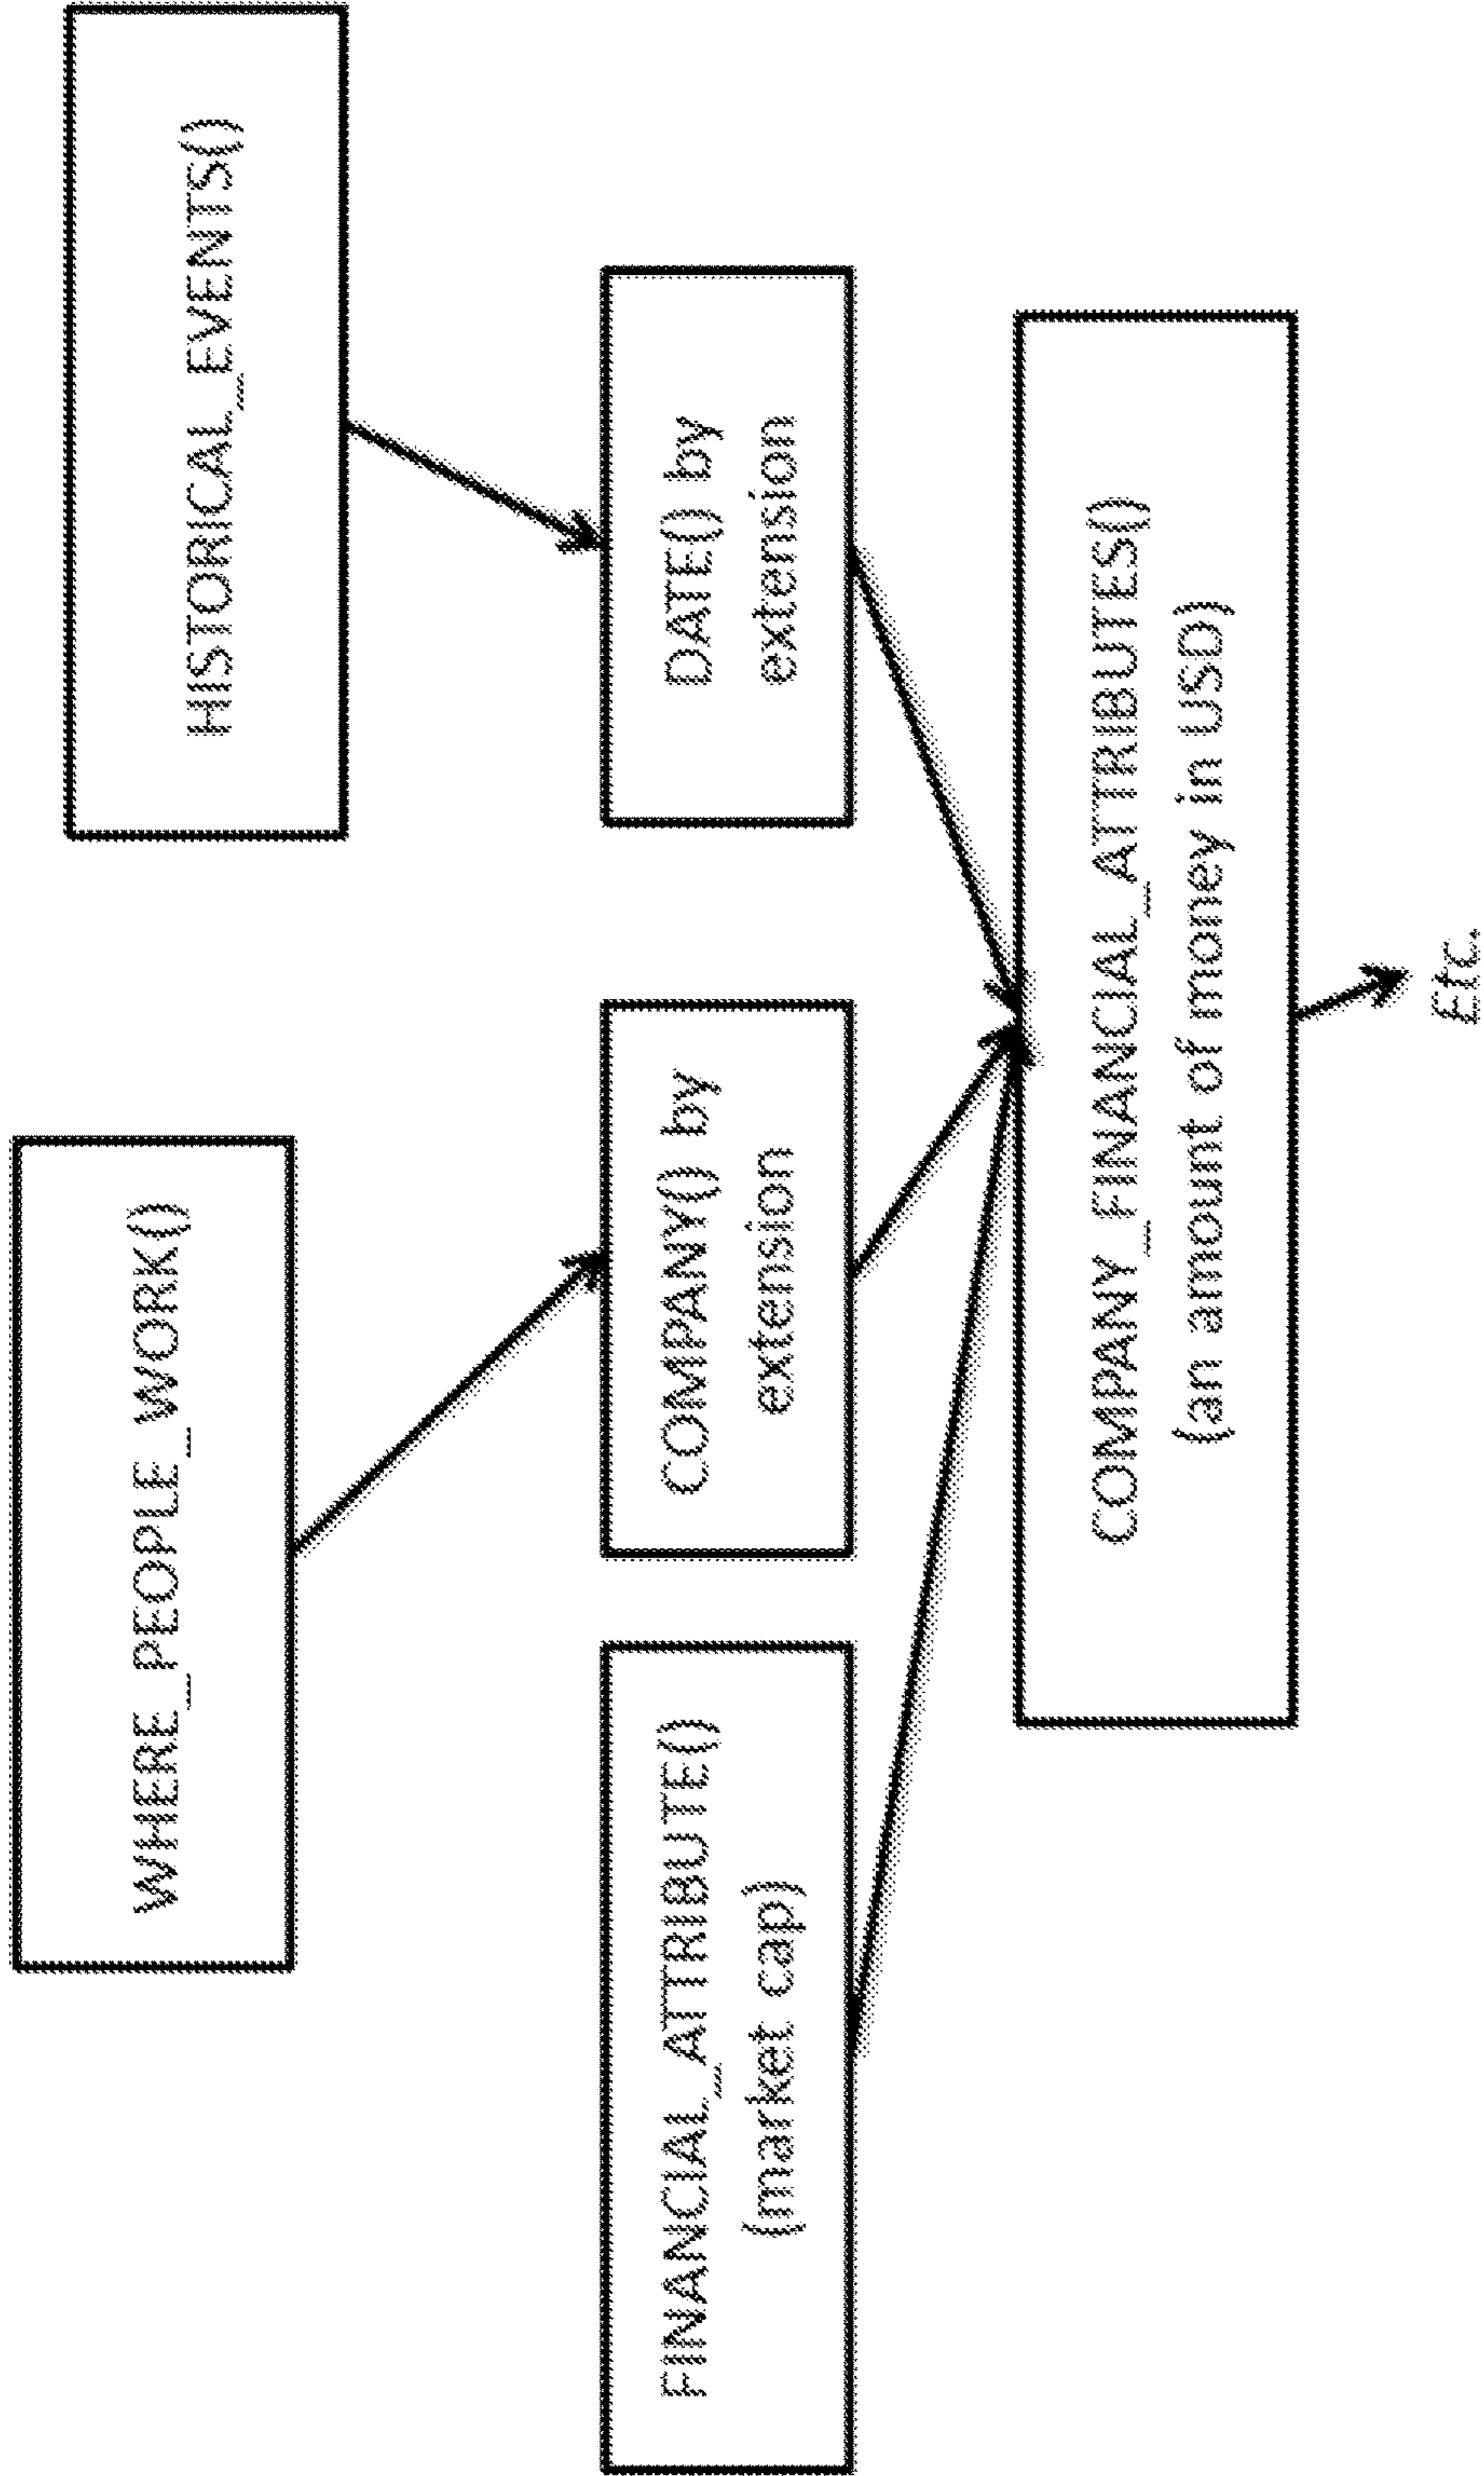 WHERE_PEOPLE_WORK()
HISTORICAL_EVENTS()
FINANCIAL_ATTRIBUTE()
(market cap)
COMPANY() by
extension
DATE() by
extension
COMPANY_FINANCIAL_ATTRIBUTES()
(an amount of money in USD)
Etc.